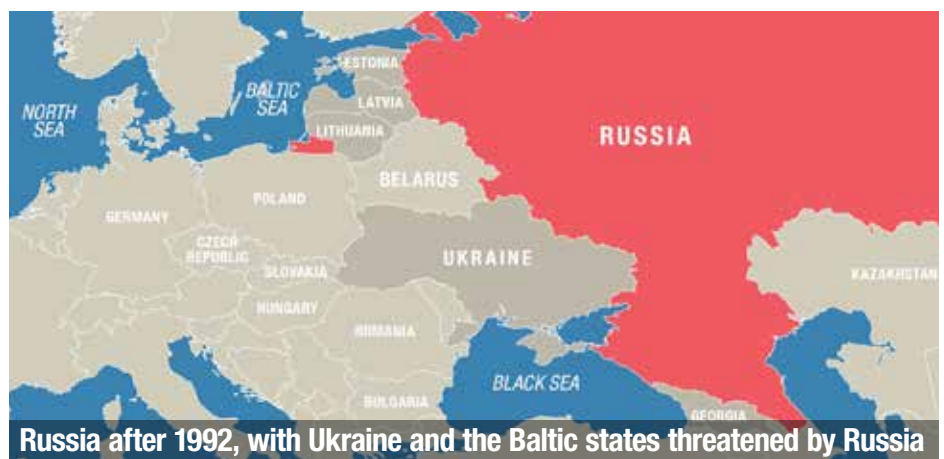 ESTONIA
NORTH
SEA
BALTIC
SEA
LATVIA
LITHUANIA
RUSSIA
BELARUS
POLAND
GERMANY
CZECH
REPUBLIC
UKRAINE
SLOVAKIA
KAZAKHSTAN
HUNGARY
RUMANIA
BLACK SEA
BULGARIA
GEORGIA
Russia after 1992, with Ukraine and the Baltic states threatened by Russia